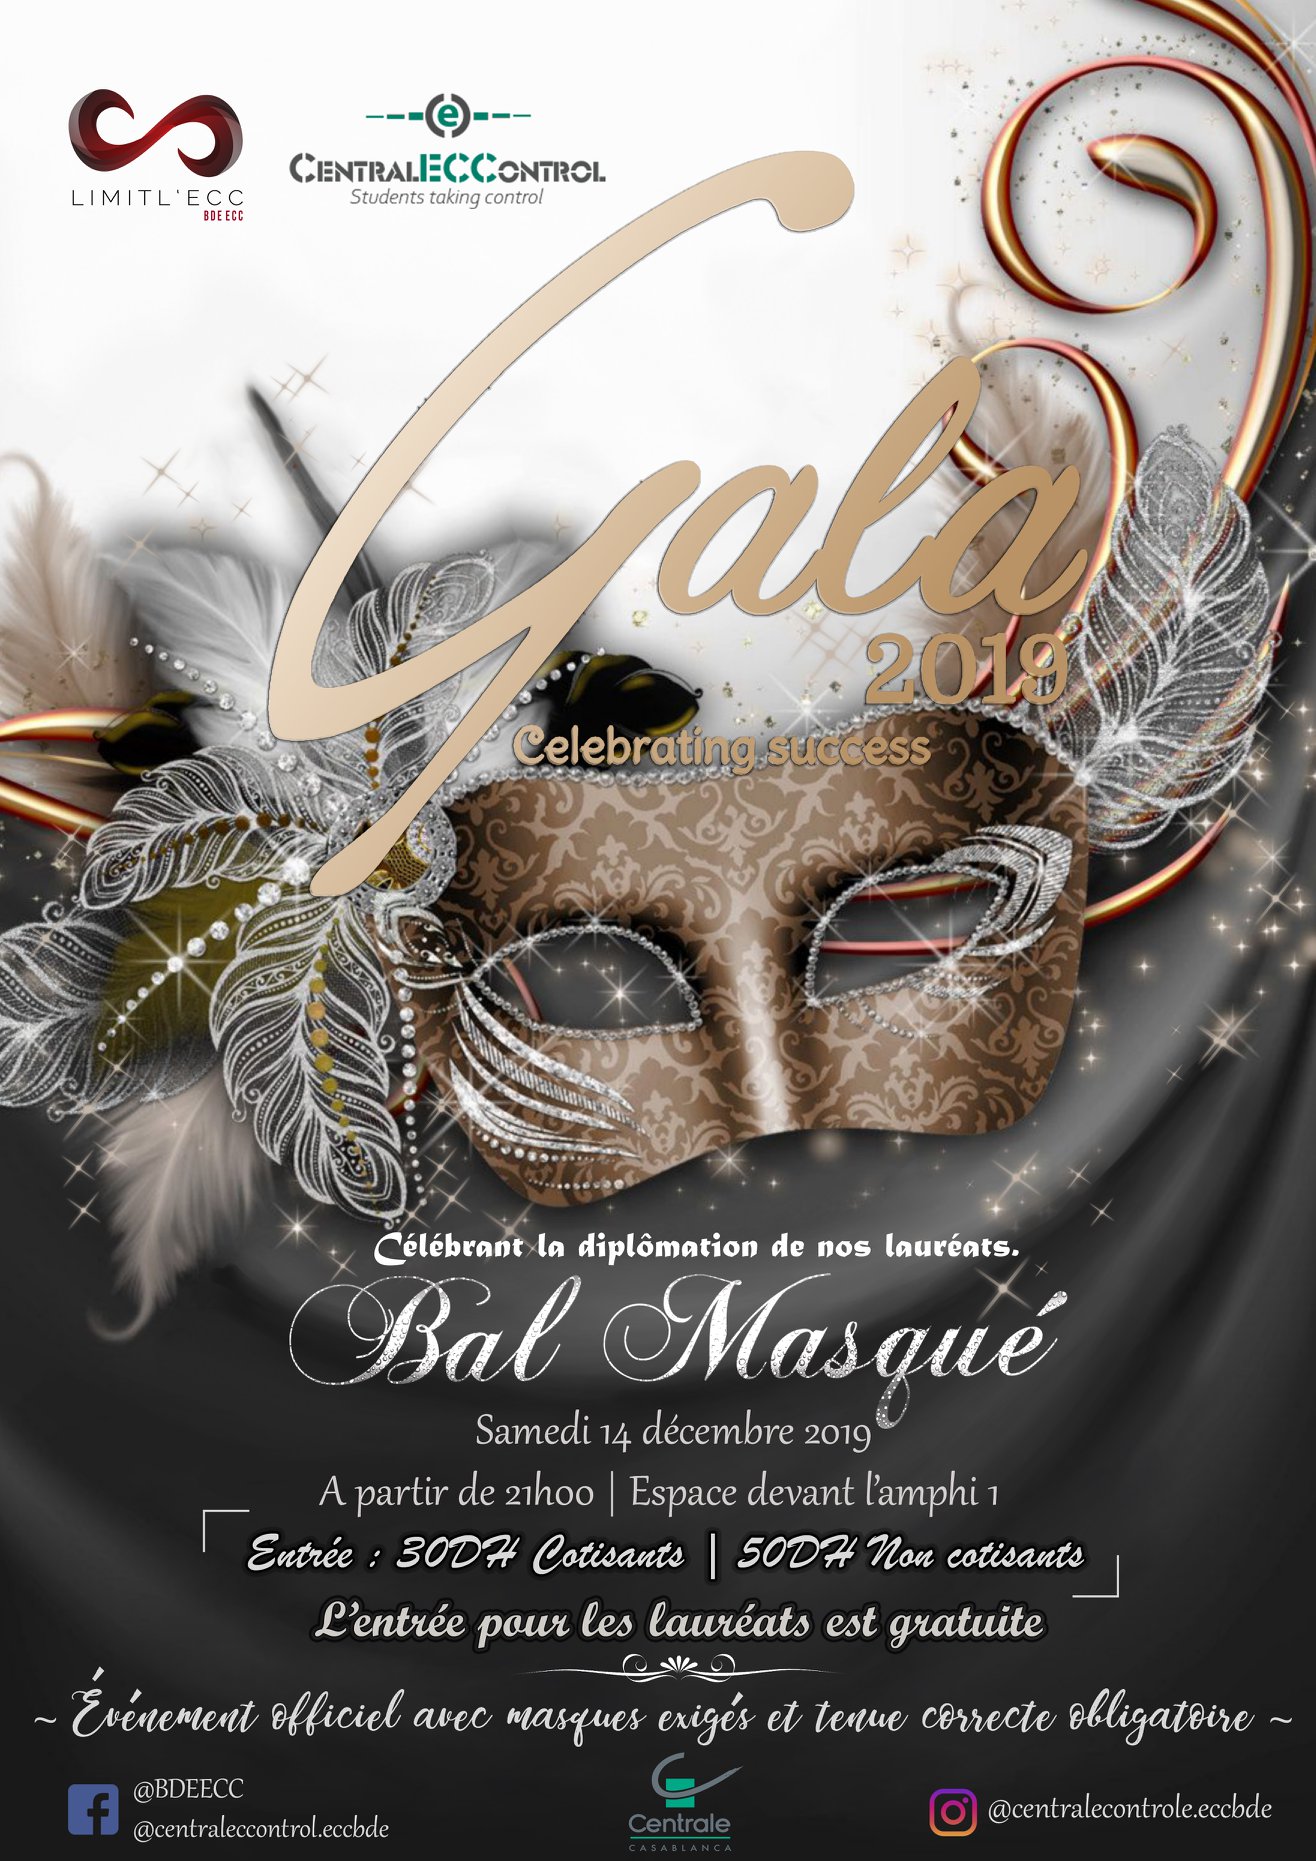 LIMITL'ECC
BDE ECC
e
CENTRALECCONTROL
Students taking control
Gala
2019
Celebrating success
Célébrant la diplômation de nos lauréats.
Bal Masqué
Samedi 14 décembre 2019
A partir de 21h00 | Espace devant l'amphi 1
Entrée : 30DH Cotisants | 50DH Non cotisants
L'entrée pour les lauréats est gratuite
~ Événement officiel avec masques exigés et tenue correcte obligatoire ~
@BDEECC
@centraleccontrol.eccbde
Centrale
CASABLANCA
@centralecontrole.eccbde